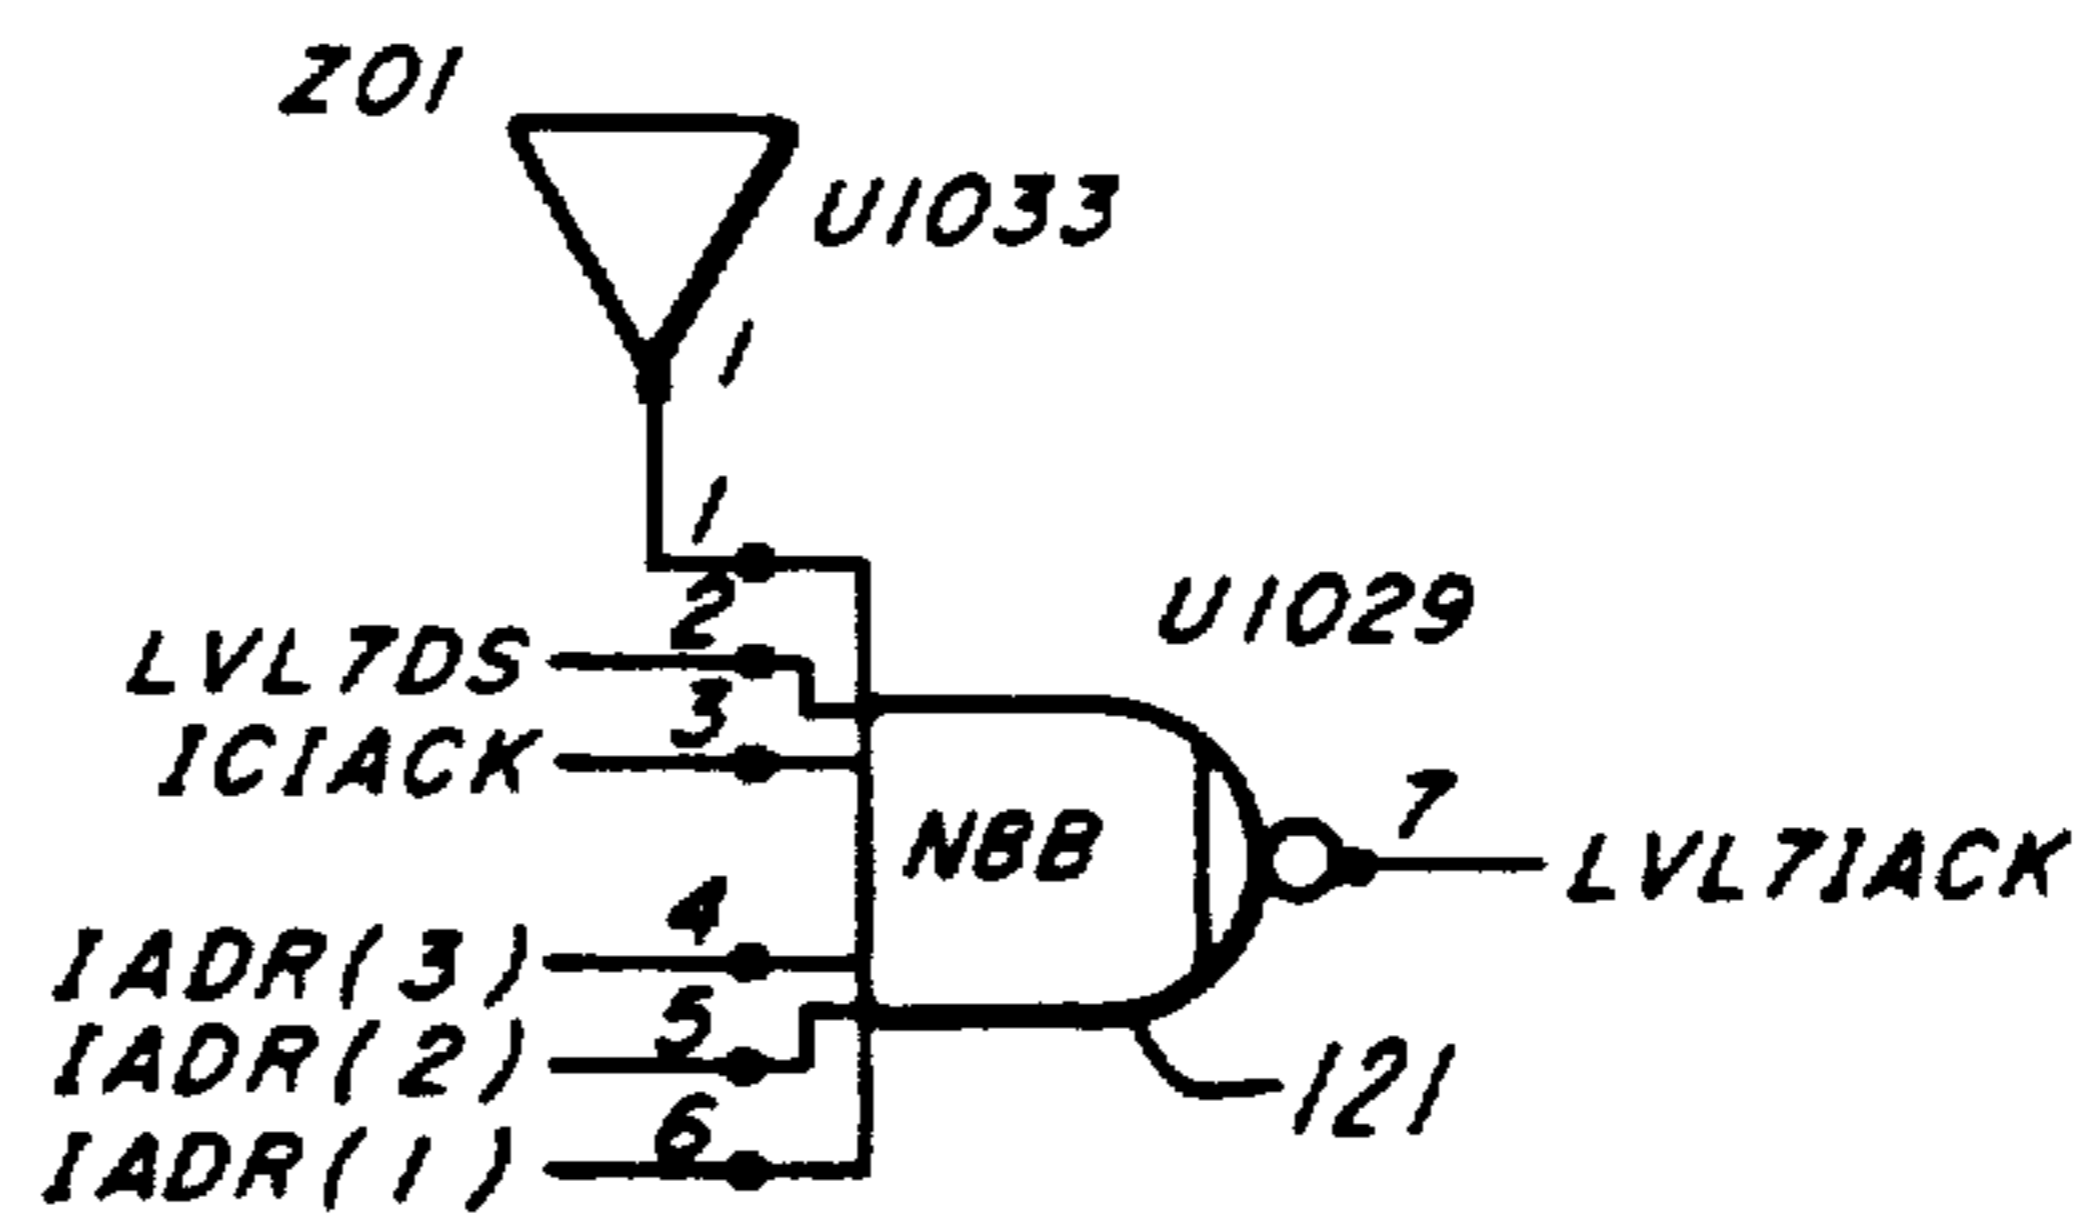 Z01
U1033
1
1
2
U1029
LVL7DS
3
ICIACK
7
N8B
LVL7IACK
4
IADR(3)
5
IADR(2)
121
6
IADR(1)